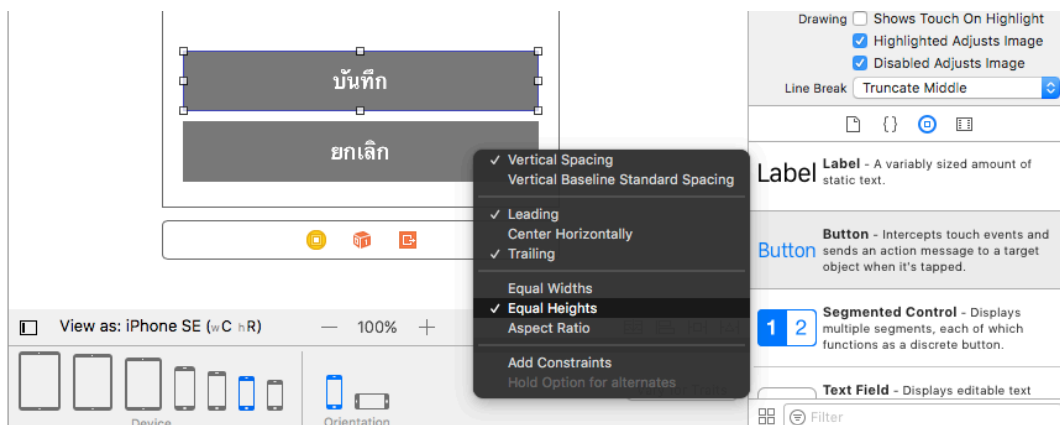 บันทึก
ยกเลิก
✓ Vertical Spacing
Vertical Baseline Standard Spacing
✓ Leading
Center Horizontally
✓ Trailing
Equal Widths
✓ Equal Heights
Aspect Ratio
Add Constraints
Hold Option for alternates
View as: iPhone SE (wC hR)
— 100% +
Device
Orientation
Drawing Shows Touch On Highlight
Highlighted Adjusts Image
Disabled Adjusts Image
Line Break Truncate Middle
{}
Label
Label - A variably sized amount of
static text.
Button
Button - Intercepts touch events and
sends an action message to a target
object when it's tapped.
1 2
Segmented Control - Displays
multiple segments, each of which
functions as a discrete button.
Text Field - Displays editable text
Filter